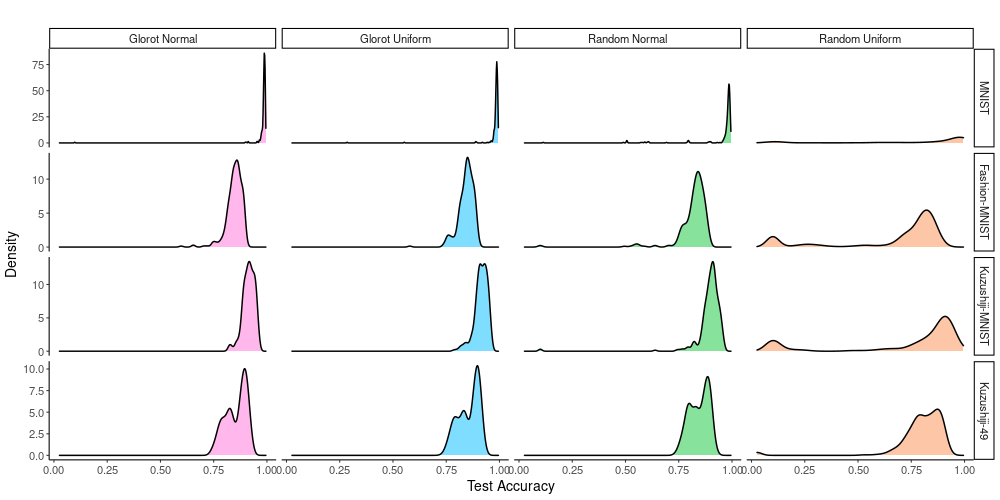 Glorot Normal Glorot Uniform Random Normal Random Uniform
75
50
25
0
MNIST
10
5
0
Fashion-MNIST
10
5
0
Kuzushiji-MNIST
10.0
7.5
5.0
2.5
0.0
Kuzushiji-49
0.00 0.25 0.50 0.75 1.00 0.00 0.25 0.50 0.75 1.00 0.00 0.25 0.50 0.75 1.00 0.00 0.25 0.50 0.75 1.00
Test Accuracy
Density